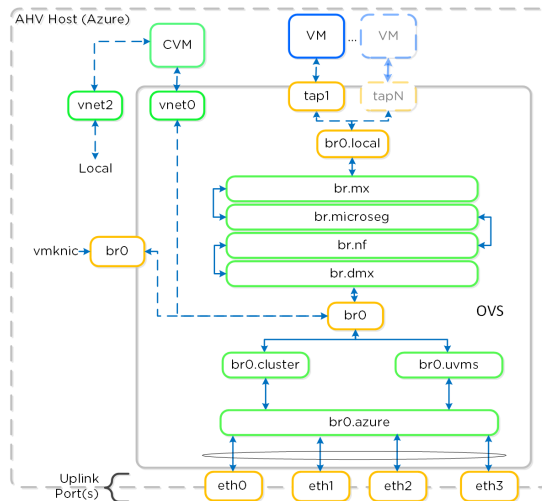 AHV Host (Azure)
CVM
VM
...
VM
vnet2
vnet0
tap1
tapN
br0.local
Local
br.mx
br.microseg
br.nf
br.dmx
vmknic
br0
br0
OVS
br0.cluster
br0.uvms
br0.azure
Uplink
Port(s)
eth0
eth1
eth2
eth3